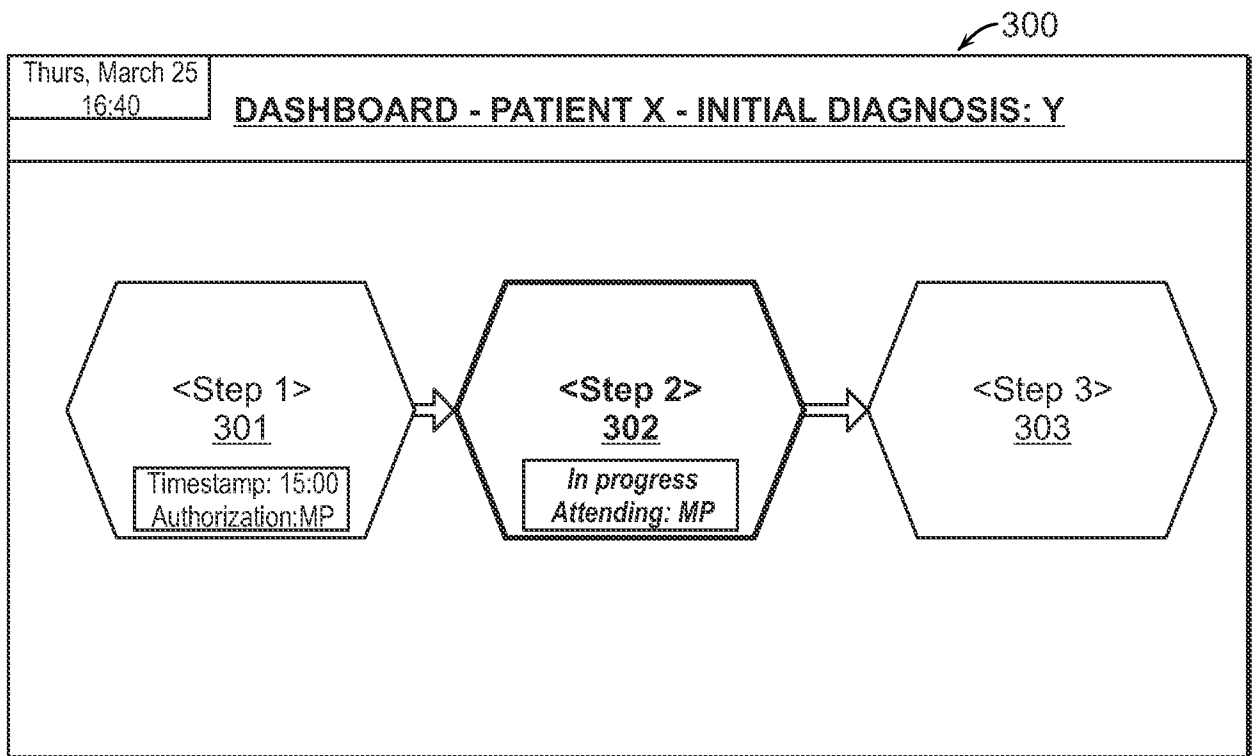 300
Thurs, March 25
16:40
DASHBOARD - PATIENT X - INITIAL DIAGNOSIS: Y
<Step 1>
301
Timestamp: 15:00
Authorization:MP
<Step 2>
302
In progress
Attending: MP
<Step 3>
303